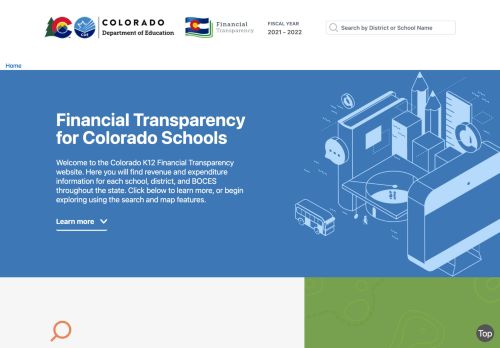 COLORADO
Department of Education
CDE
Financial
Transparency
FISCAL YEAR
2021 - 2022
Search by District or School Name
Home
Financial Transparency
for Colorado Schools
Welcome to the Colorado K12 Financial Transparency
website. Here you will find revenue and expenditure
information for each school, district, and BOCES
throughout the state. Click below to learn more, or begin
exploring using the search and map features.
Learn more
Top